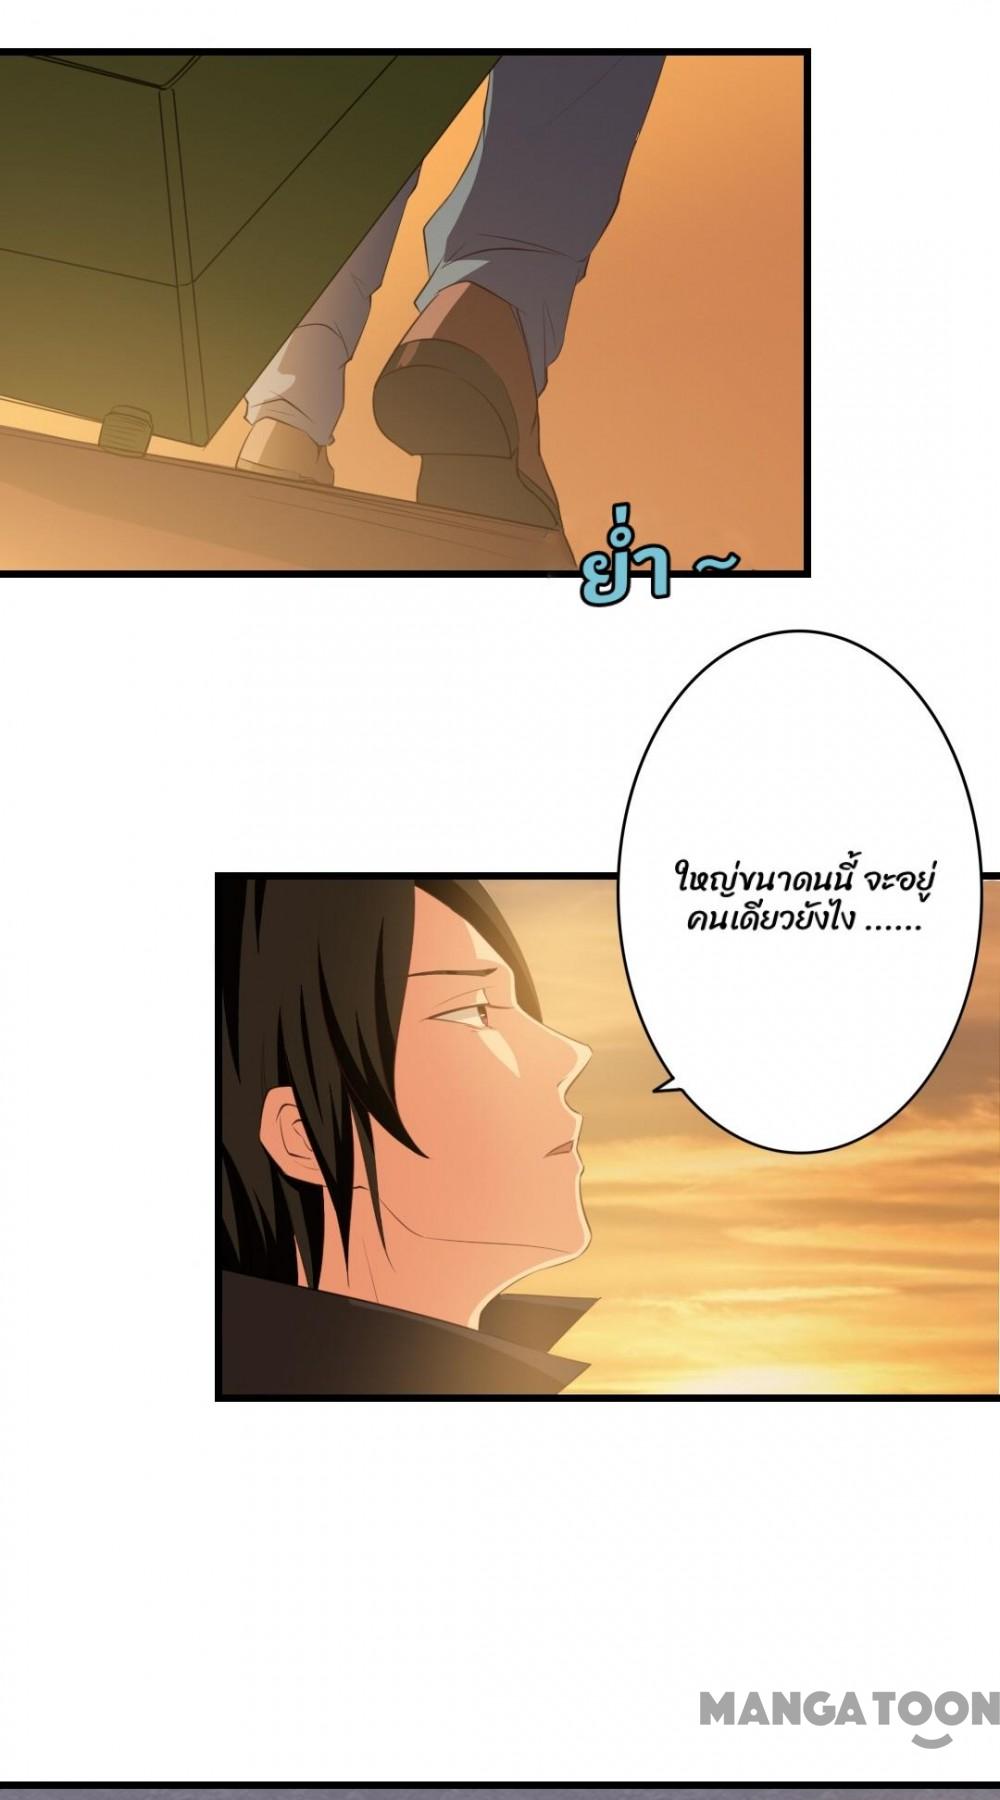 ย่ำ ~
ใหญ่ขนาดนนี้ จะอยู่
คนเดียวยังไง ......
MANGATOON